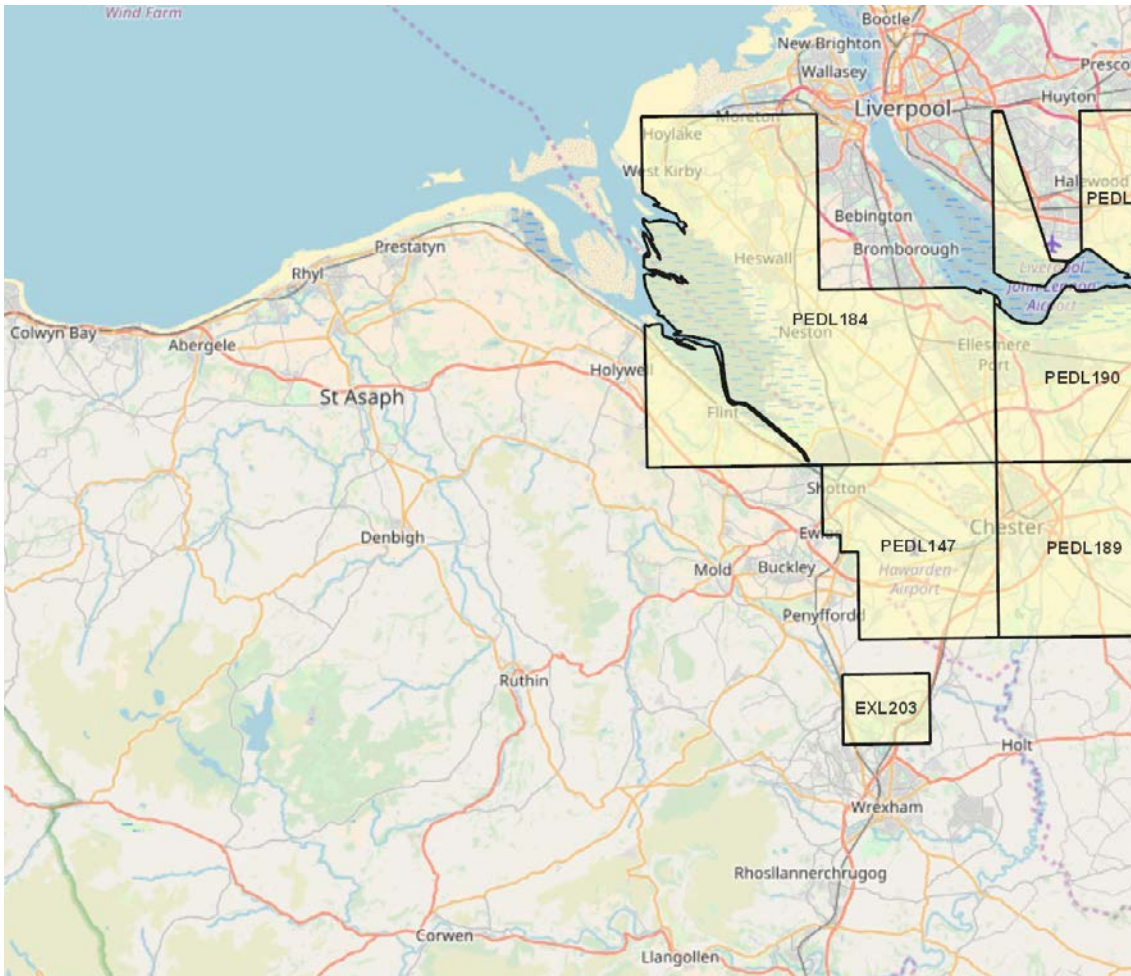 Wind Farm
Bootle
New Brighton
Wallasey
Presco
Huyton
Liverpool
Moreton
Hoylake
West Kirby
Halewood
PEDL
Bebington
Bromborough
Prestatyn
Heswall
Rhyl
Liverpool
John Lennon
Airport
PEDL184
Neston
Colwyn Bay
Abergele
Ellesmere
Port
Holywell
PEDL190
St Asaph
Flint
Shotton
Chester
Denbigh
Ewlo
PEDL147
PEDL189
Mold
Buckley
Hawarden
Airport
Penyffordd
Ruthin
EXL203
Holt
Wrexham
Rhosllannerchrugog
Corwen
Llangollen